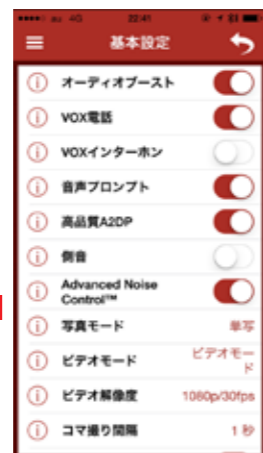 au 4G 22:41
基本設定
オーディオブースト
VOX電話
VOXインターホン
音声プロンプト
高品質A2DP
側音
Advanced Noise
Control™
写真モード 単写
ビデオモード ビデオモー
ド
ビデオ解像度 1080p/30fps
コマ撮り間隔 1 秒